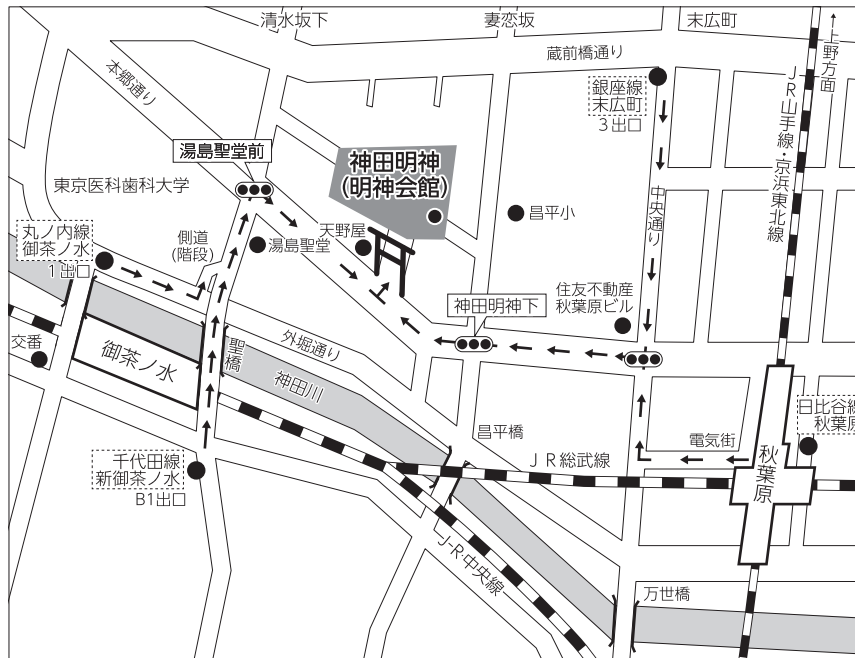 清水坂下
妻恋坂
末広町
上野方面
蔵前橋通り
本郷通り
銀座線
末広町
3出口
JR山手線・京浜東北線
湯島聖堂前
神田明神
(明神会館)
東京医科歯科大学
中央通り
昌平小
丸ノ内線
御茶ノ水
1出口
側道
(階段)
天野屋
湯島聖堂
神田明神下
住友不動産
秋葉原ビル
交番
御茶ノ水
聖橋
外堀通り
神田川
日比谷線
秋葉原
昌平橋
電気街
千代田線
新御茶ノ水
B1出口
JR総武線
秋葉原
JR中央線
万世橋